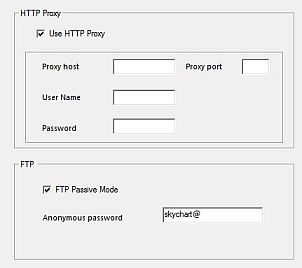 HTTP Proxy
Use HTTP Proxy
Proxy host Proxy port
User Name
Password
FTP
FTP Passive Mode
Anonymous password skychart@